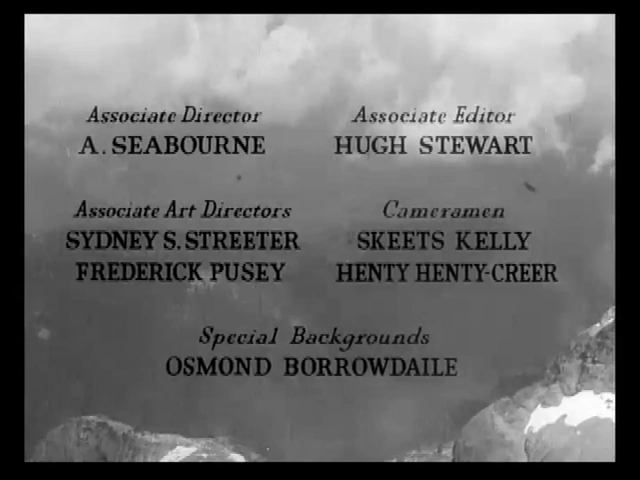 Associate Director
A. SEABOURNE
Associate Editor
HUGH STEWART
Associate Art Directors
SYDNEY S. STREETER
FREDERICK PUSEY
Cameramen
SKEETS KELLY
HENTY HENTY-CREER
Special Backgrounds
OSMOND BORROWDAILE